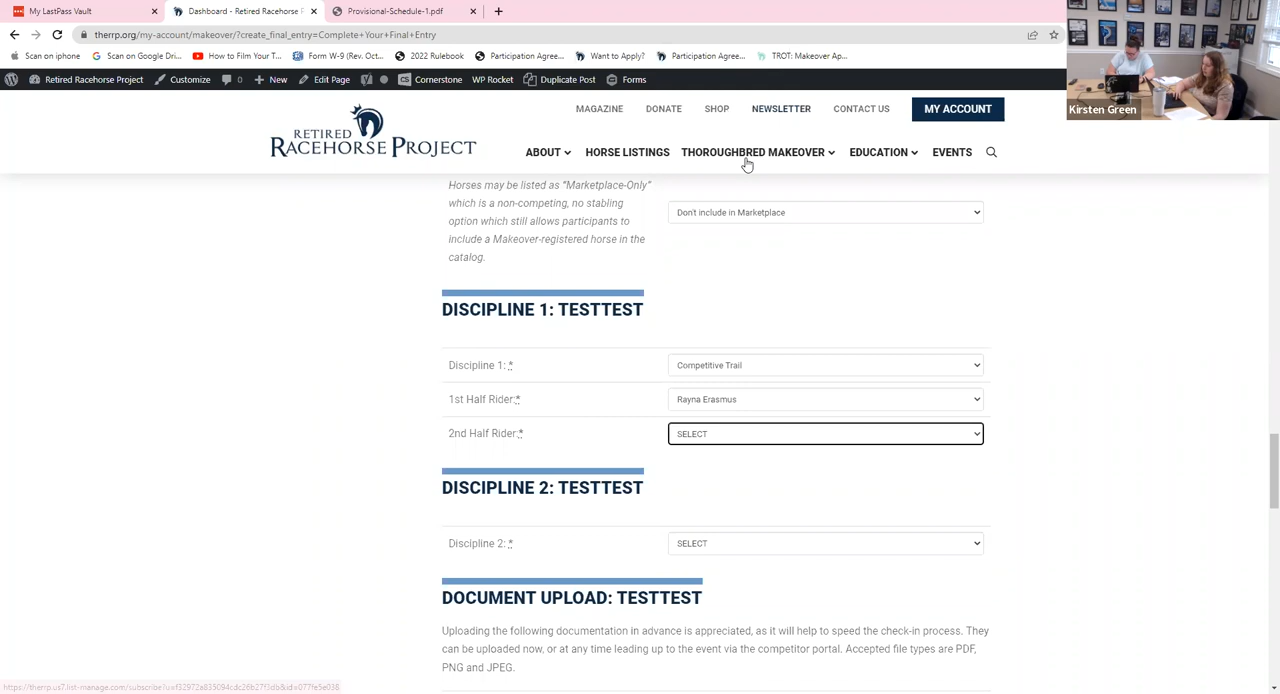 My LastPass Vault
Dashboard - Retired Racehorse P
Provisional-Schedule-1.pdf
therrp.org/my-account/makeover/?create_final_entry=Complete+Your+Final+Entry
Scan on iphone
Scan on Google Dri...
How to Film Your T...
Form W-9 (Rev. Oct...
2022 Rulebook
Participation Agree...
Want to Apply?
Participation Agree...
TROT: Makeover Ap...
Retired Racehorse Project
Customize
0
New
Edit Page
Cornerstone
WP Rocket
Duplicate Post
Forms
Kirsten Green
RETIRED
RACEHORSE PROJECT
MAGAZINE
DONATE
SHOP
NEWSLETTER
CONTACT US
MY ACCOUNT
ABOUT
HORSE LISTINGS
THOROUGHBRED MAKEOVER
EDUCATION
EVENTS
Horses may be listed as "Marketplace-Only"
which is a non-competing, no stabling
option which still allows participants to
include a Makeover-registered horse in the
catalog.
Don't include in Marketplace
DISCIPLINE 1: TESTTEST
Discipline 1: *
Competitive Trail
1st Half Rider:*
Rayna Erasmus
2nd Half Rider:*
SELECT
DISCIPLINE 2: TESTTEST
Discipline 2: *
SELECT
DOCUMENT UPLOAD: TESTTEST
Uploading the following documentation in advance is appreciated, as it will help to speed the check-in process. They
can be uploaded now, or at any time leading up to the event via the competitor portal. Accepted file types are PDF,
PNG and JPEG.